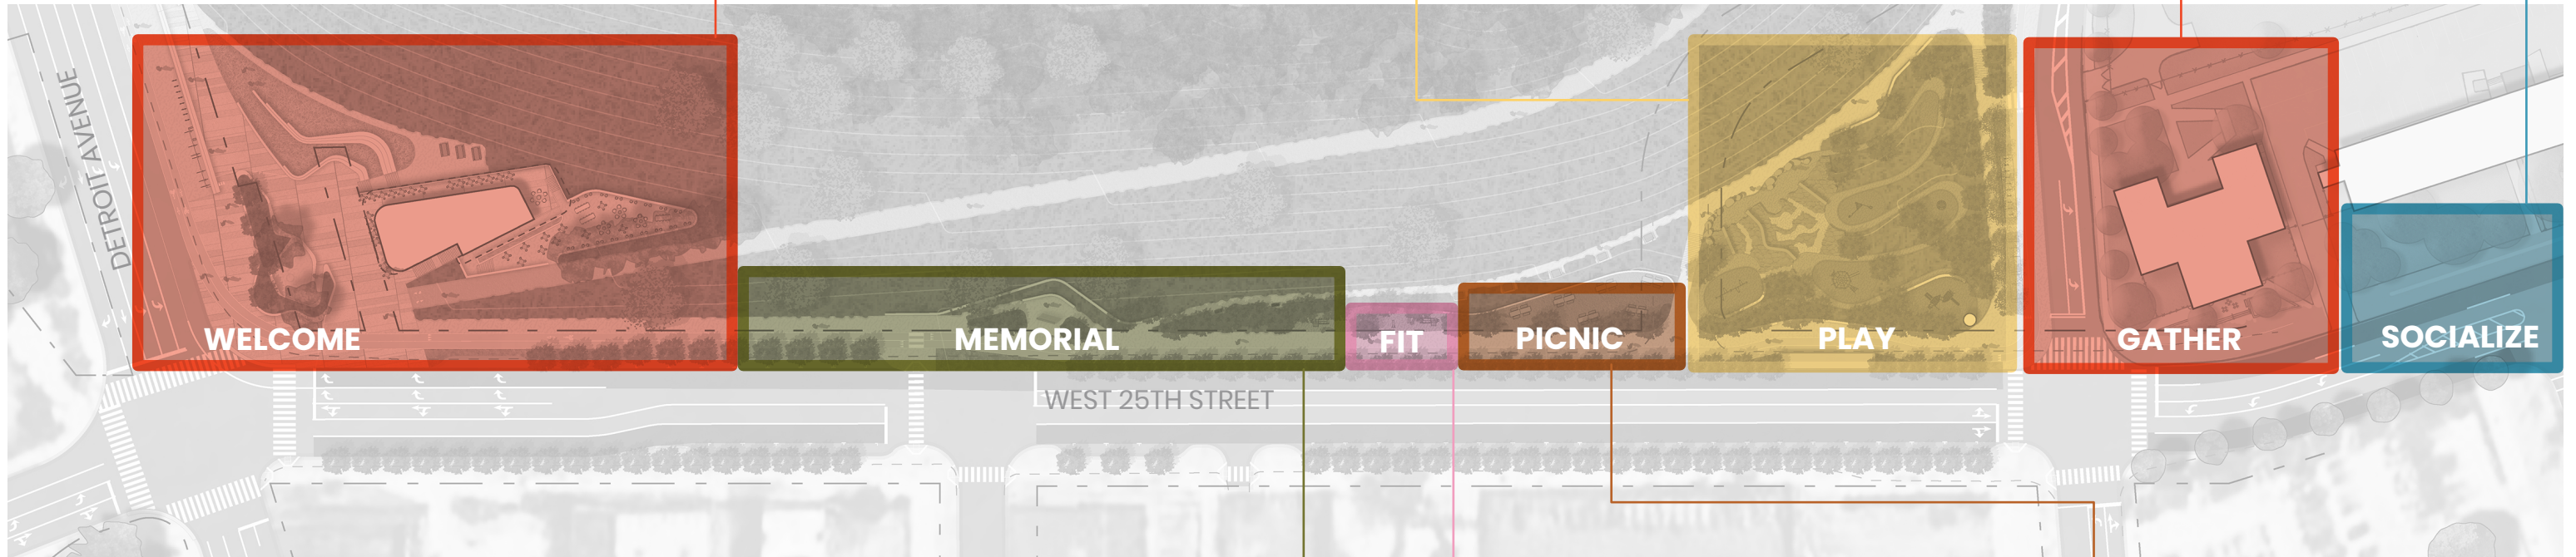 DETROIT AVENUE
WELCOME
MEMORIAL
FIT
PICNIC
PLAY
GATHER
SOCIALIZE
WEST 25TH STREET